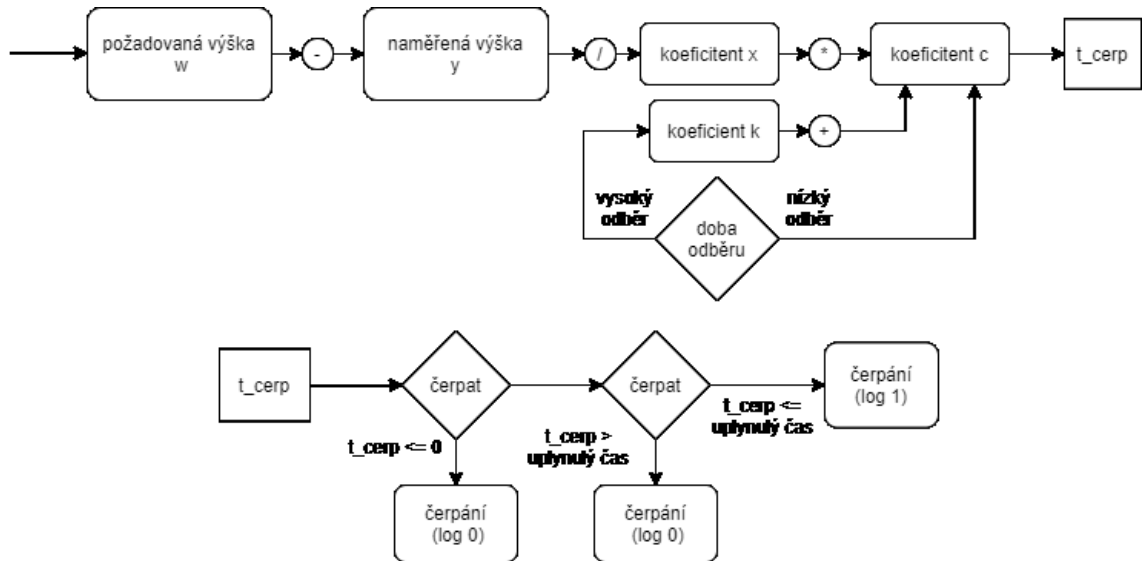 požadovaná výška
w
-
naměřená výška
y
/
koeficitent x
*
koeficitent c
t_cerp
koeficient k
+
vysoký
odběr
nízký
odběr
doba
odběru
t_cerp
čerpat
čerpat
čerpání
(log 1)
t_cerp <= 0
t_cerp >
uplynulý čas
t_cerp <=
uplynulý čas
čerpání
(log 0)
čerpání
(log 0)